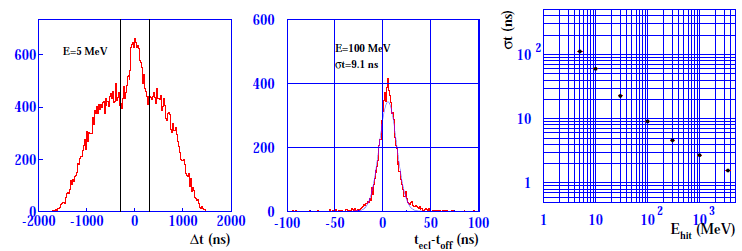 E=5 MeV
600
400
200
0
-2000 -1000 0 1000 2000
Δt (ns)
E=100 MeV
σt=9.1 ns
600
400
200
0
-100 -50 0 50 100
t_ecl-t_off (ns)
σt (ns)
10^2
10
1
1 10 10^2 10^3
E_hit (MeV)